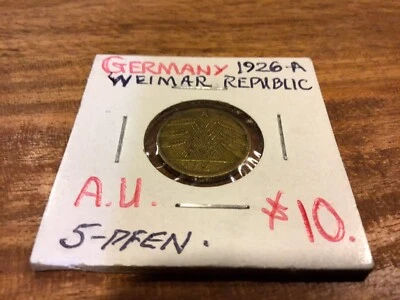 GERMANY 1926-A
WEIMAR REPUBLIC
A.U. $10.
5-PFEN.